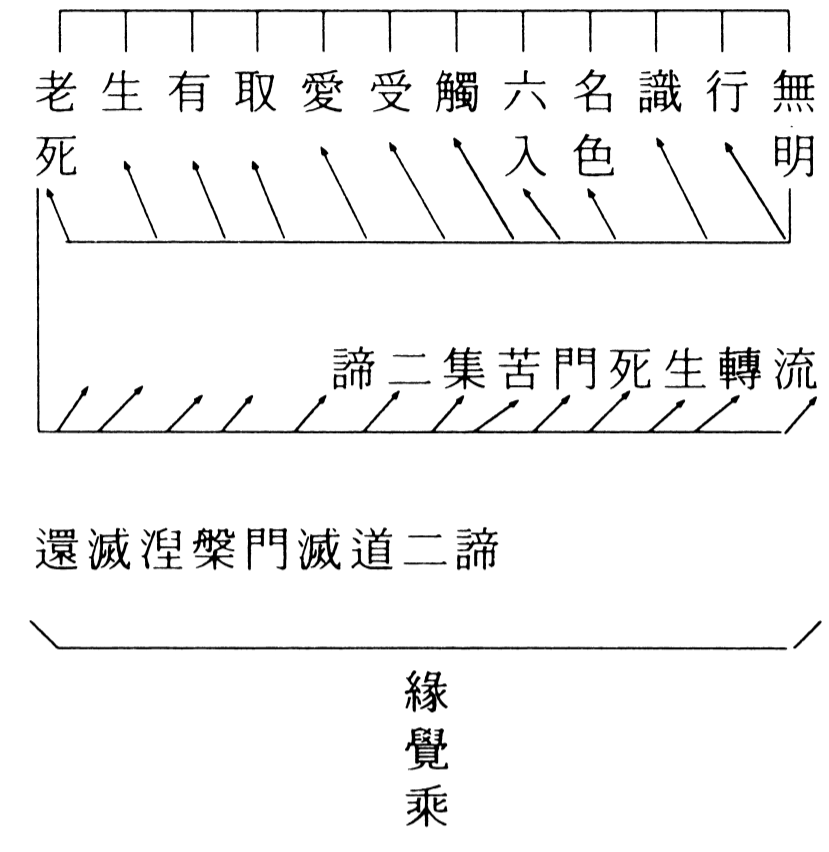 無明 行 識 名色 六入 觸 受 愛 取 有 生 老死
流轉生死門苦集二諦
還滅涅槃門滅道二諦
緣覺乘